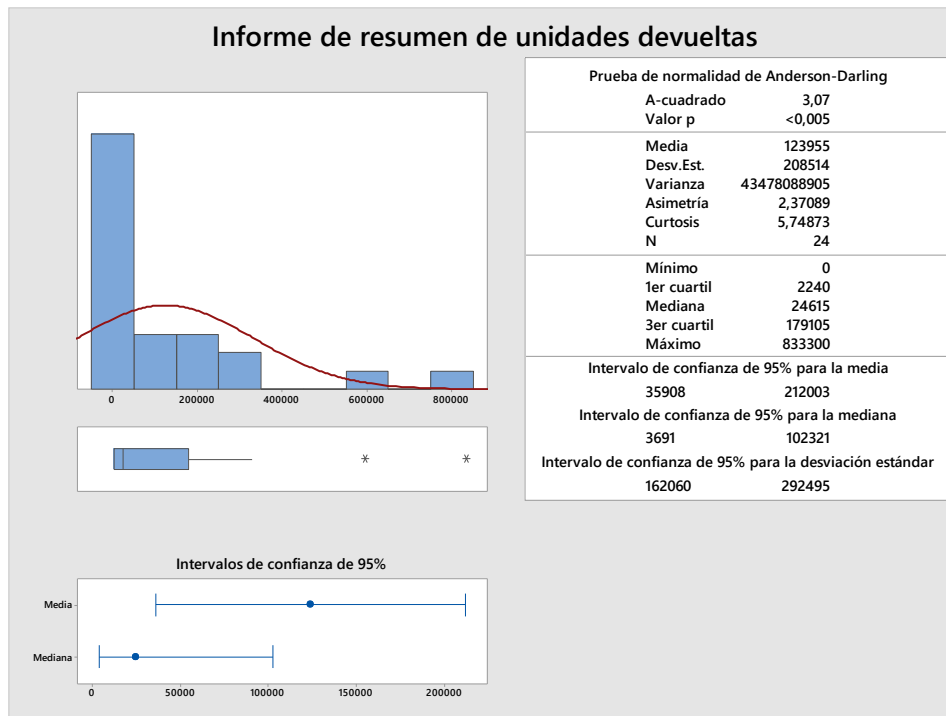 Informe de resumen de unidades devueltas
0 200000 400000 600000 800000
Intervalos de confianza de 95%
Media
Mediana
0 50000 100000 150000 200000
Prueba de normalidad de Anderson-Darling
A-cuadrado 3,07
Valor p <0,005
Media 123955
Desv.Est. 208514
Varianza 43478088905
Asimetría 2,37089
Curtosis 5,74873
N 24
Mínimo 0
1er cuartil 2240
Mediana 24615
3er cuartil 179105
Máximo 833300
Intervalo de confianza de 95% para la media
35908 212003
Intervalo de confianza de 95% para la mediana
3691 102321
Intervalo de confianza de 95% para la desviación estándar
162060 292495